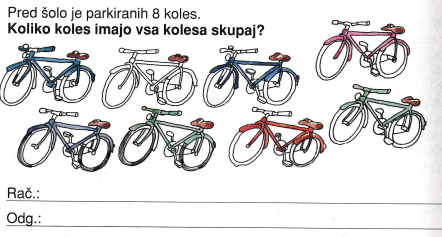 Pred šolo je parkiranih 8 koles.
Koliko koles imajo vsa kolesa skupaj?
Rač.:
Odg.: